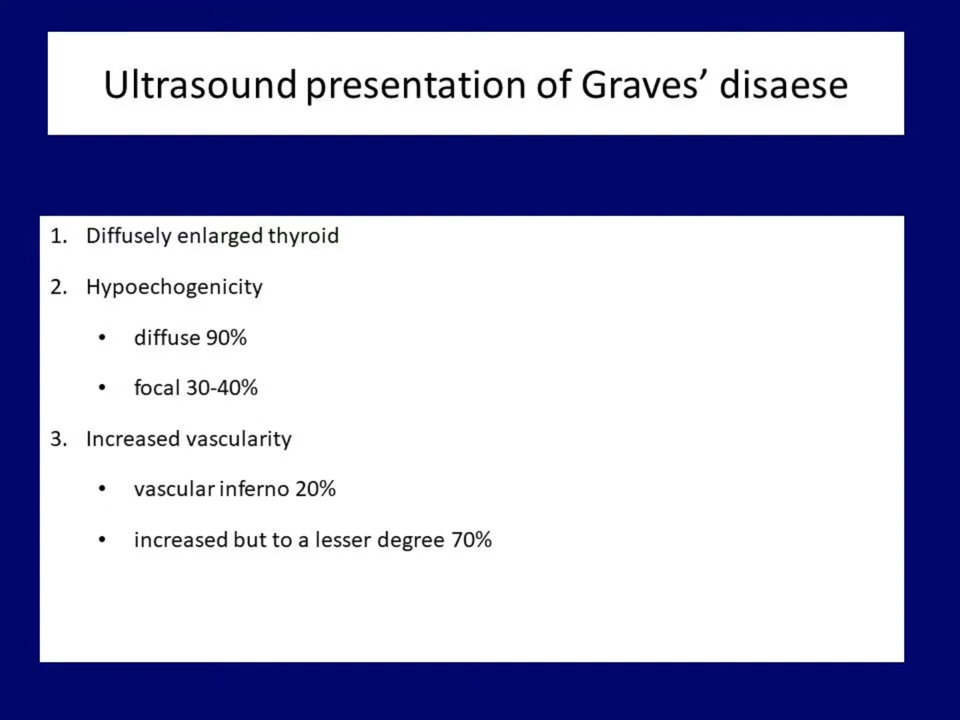 Ultrasound presentation of Graves’ disaese
1. Diffusely enlarged thyroid
2. Hypoechogenicity
• diffuse 90%
• focal 30-40%
3. Increased vascularity
• vascular inferno 20%
• increased but to a lesser degree 70%